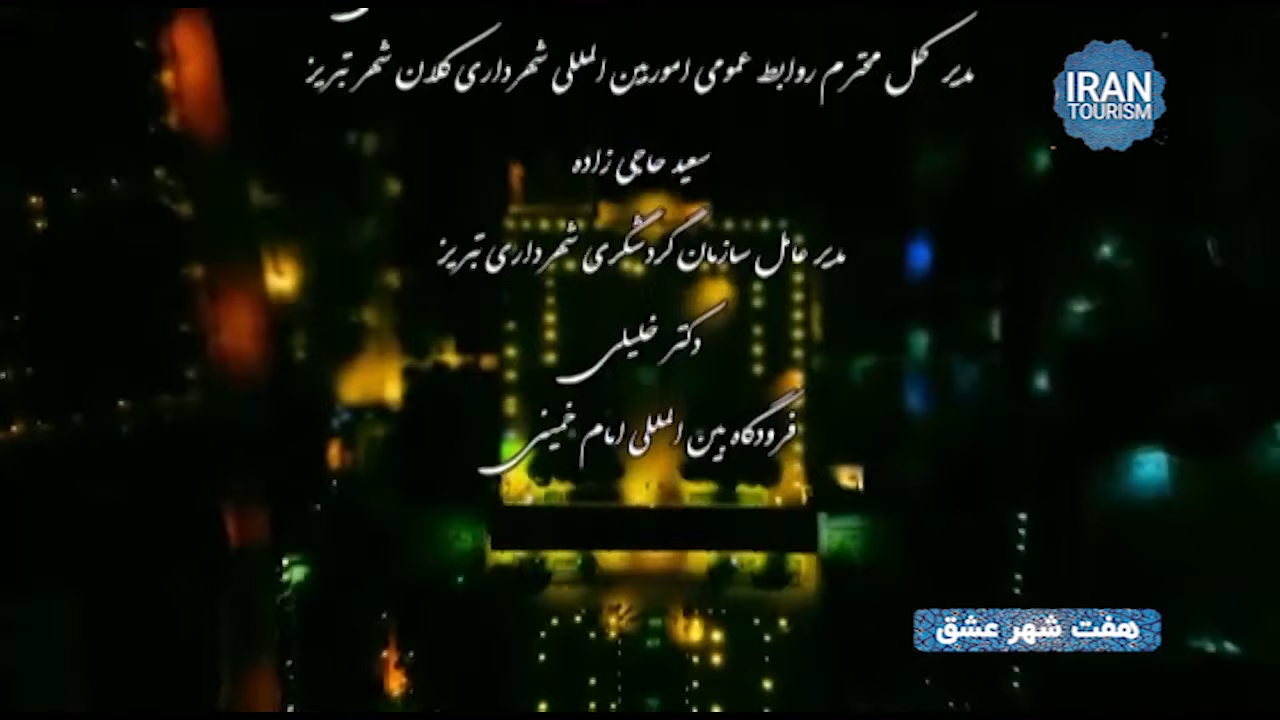 مدیر کل محترم روابط عمومی امور بین المللی شهرداری کلان شهر تبریز
IRAN
TOURISM
سعید حاجی زاده
مدیر عامل سازمان گردشگری شهرداری تبریز
دکتر خلیلی
فرودگاه بین المللی امام خمینی
هفت شهر عشق